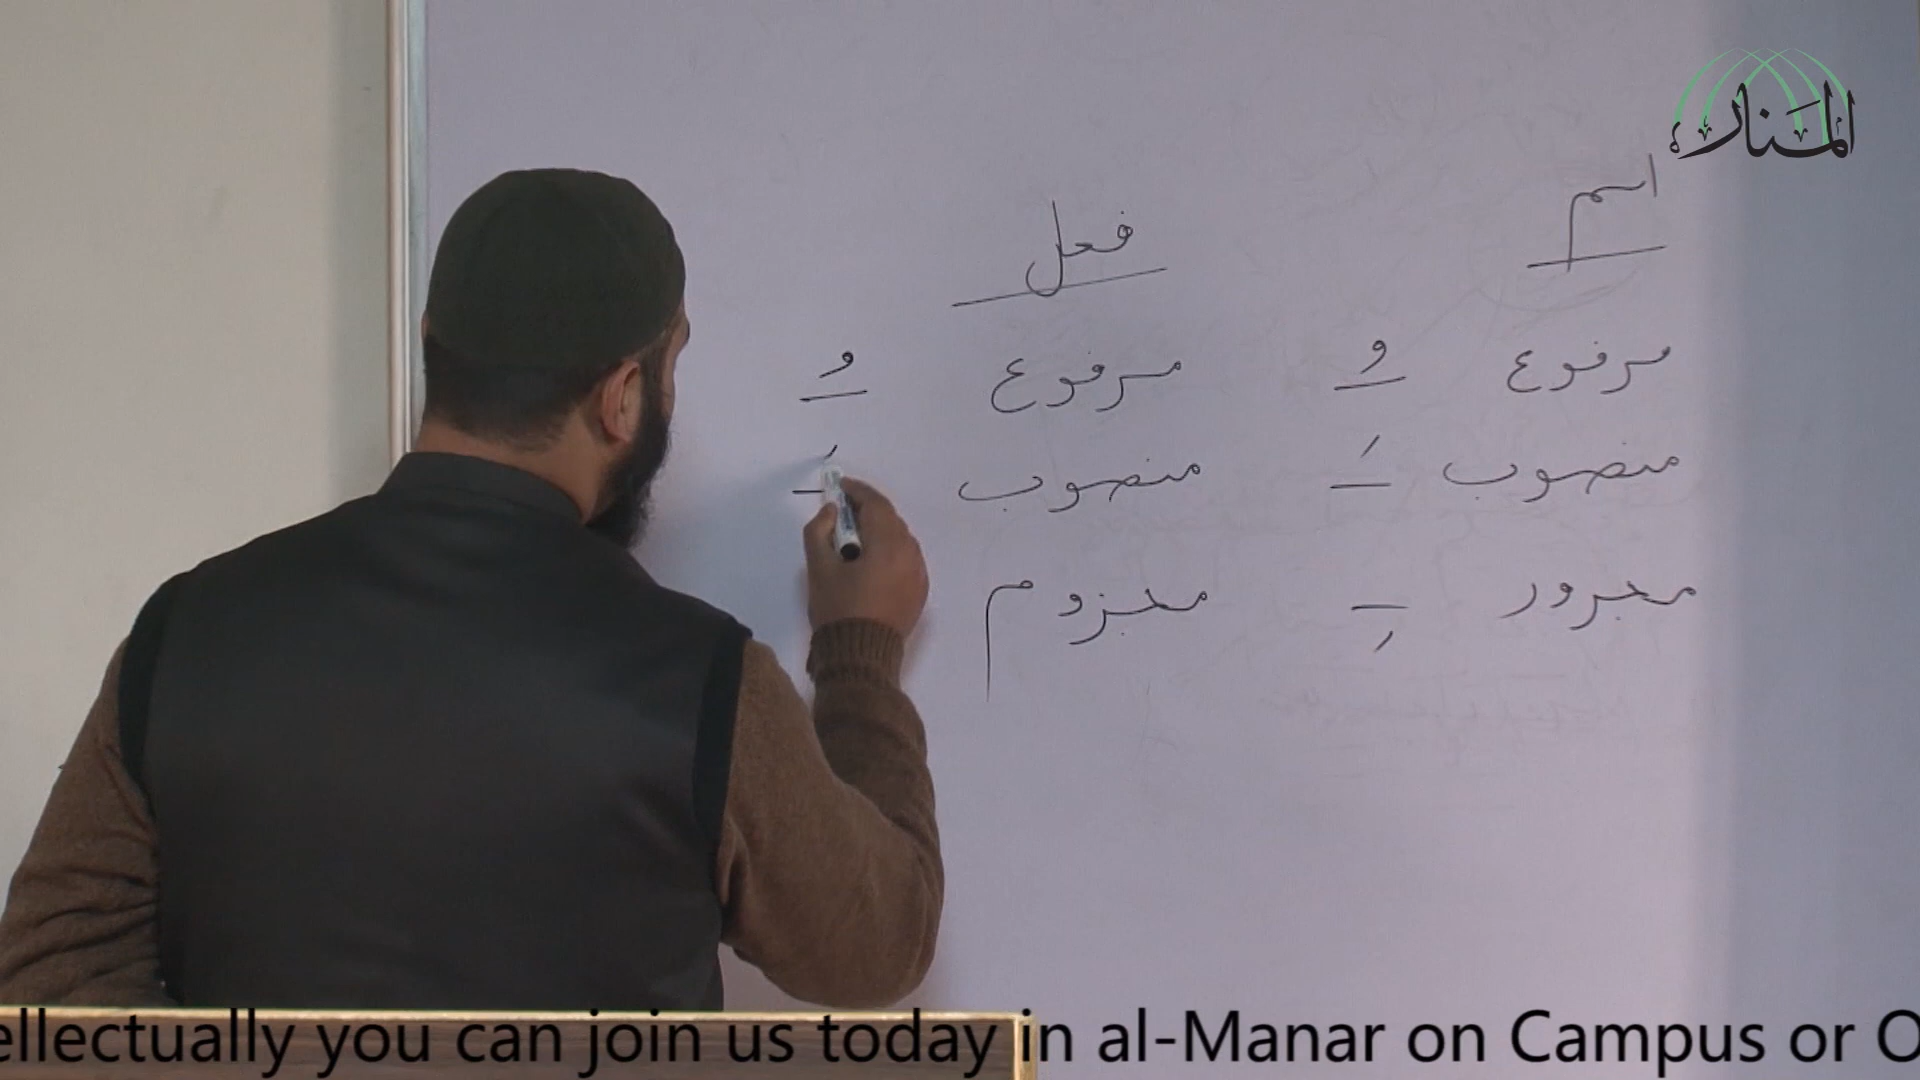 المنارة
اسم
فعل
مرفوع ـُ مرفوع ـُ
منصوب ـَ منصوب ـَ
مجرور ـِ مجزوم
ellectually you can join us today in al-Manar on Campus or O